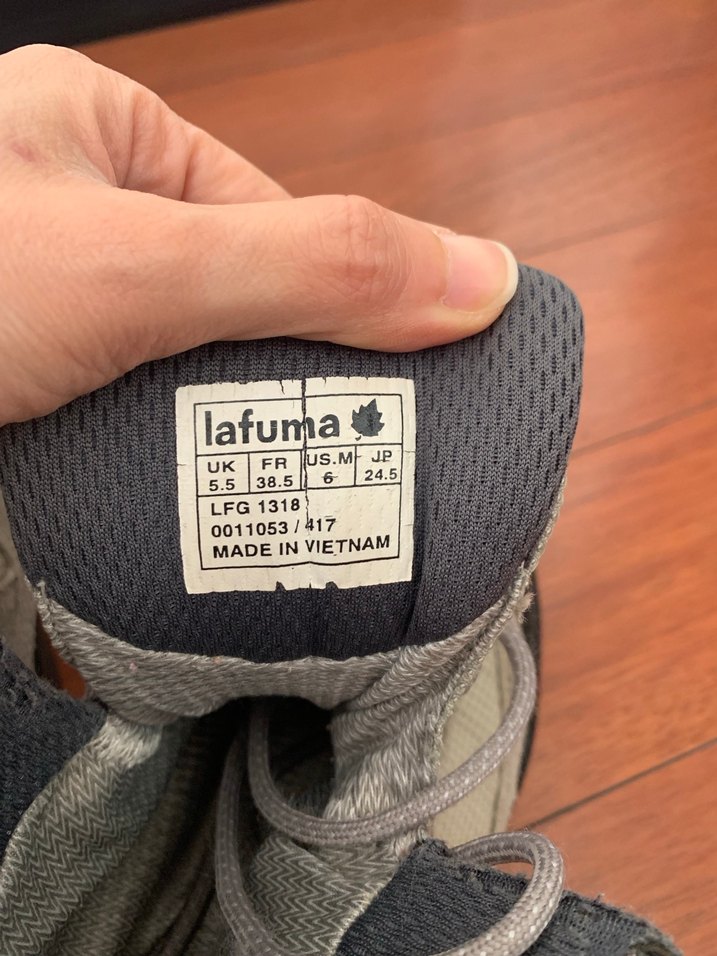 lafuma
UK FR US.M JP
5.5 38.5 6 24.5
LFG 1318
0011053 / 417
MADE IN VIETNAM